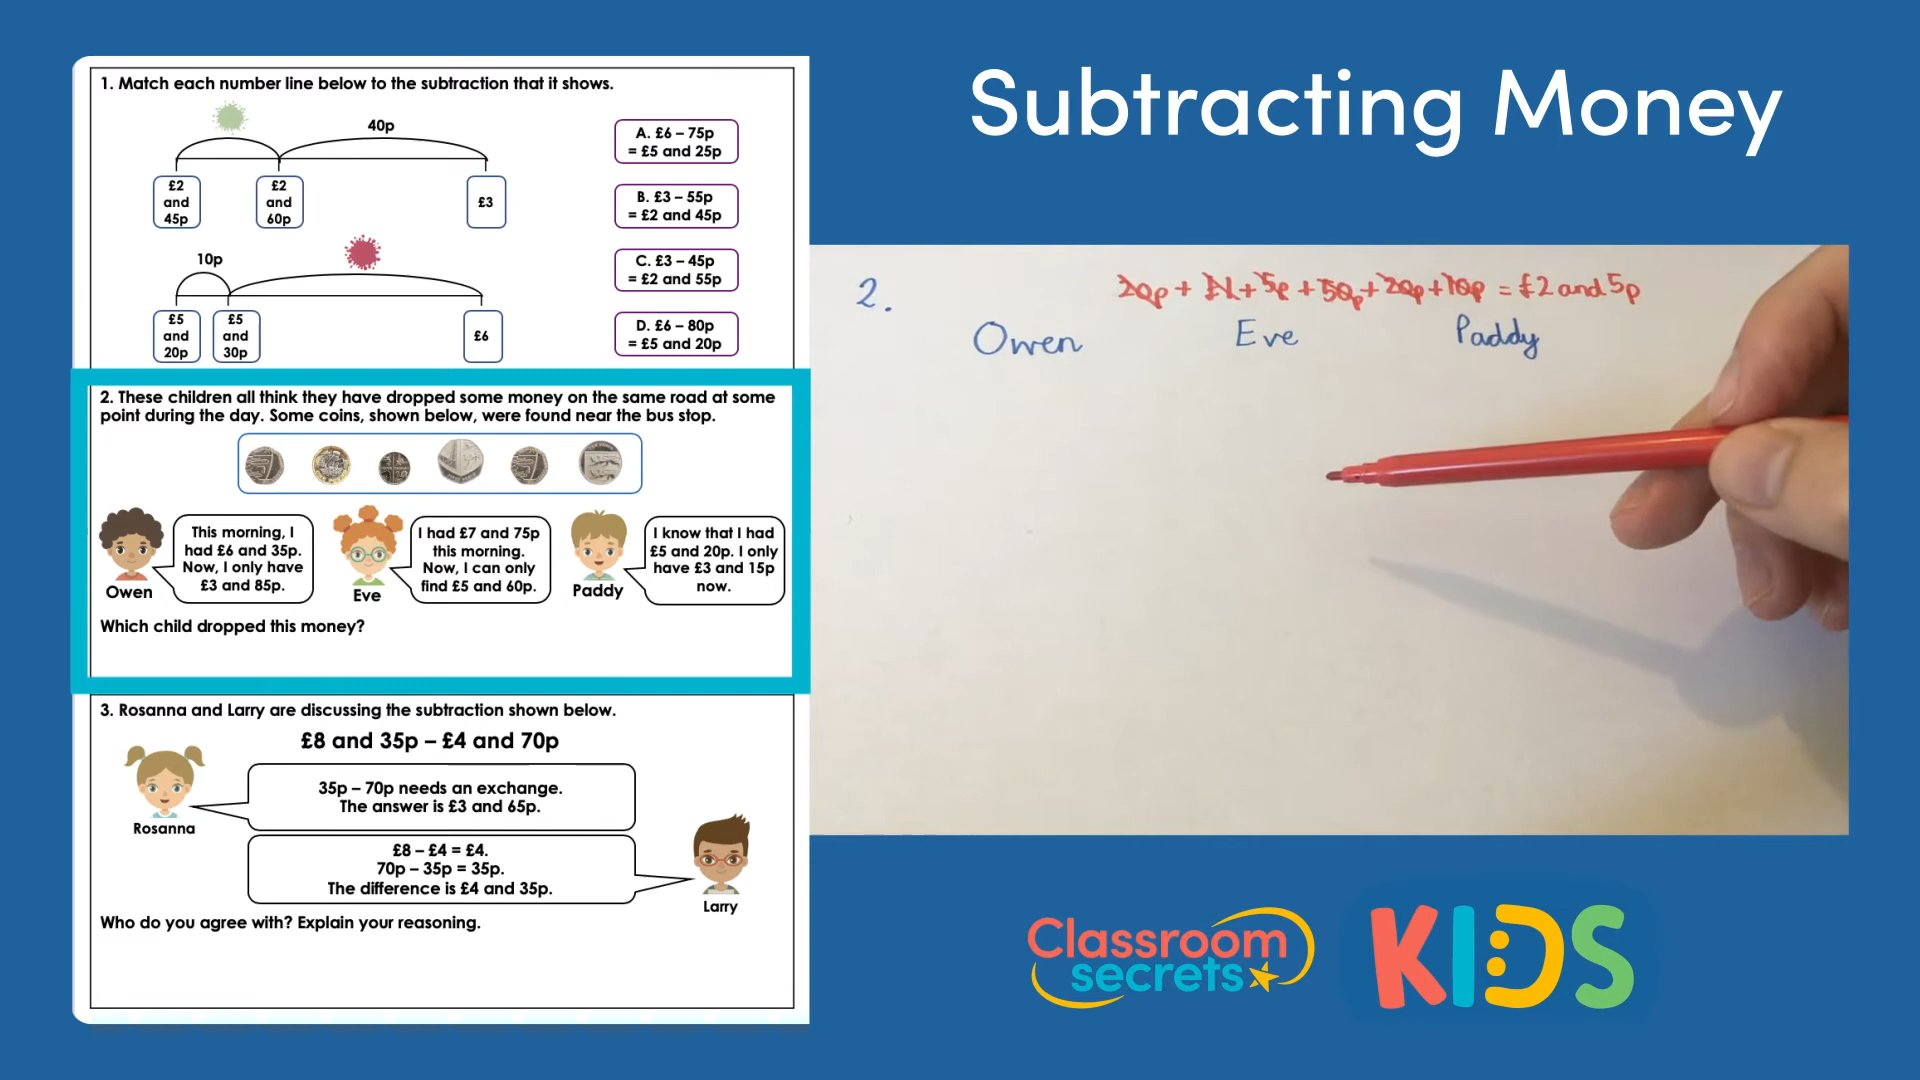 Subtracting Money
1. Match each number line below to the subtraction that it shows.
40p
£2
and
45p
£2
and
60p
£3
10p
£5
and
20p
£5
and
30p
£6
A. £6 – 75p
= £5 and 25p
B. £3 – 55p
= £2 and 45p
C. £3 – 45p
= £2 and 55p
D. £6 – 80p
= £5 and 20p
2. These children all think they have dropped some money on the same road at some
point during the day. Some coins, shown below, were found near the bus stop.
This morning, I
had £6 and 35p.
Now, I only have
£3 and 85p.
Owen
I had £7 and 75p
this morning.
Now, I can only
find £5 and 60p.
Eve
I know that I had
£5 and 20p. I only
have £3 and 15p
now.
Paddy
Which child dropped this money?
3. Rosanna and Larry are discussing the subtraction shown below.
£8 and 35p – £4 and 70p
35p – 70p needs an exchange.
The answer is £3 and 65p.
Rosanna
£8 – £4 = £4.
70p – 35p = 35p.
The difference is £4 and 35p.
Larry
Who do you agree with? Explain your reasoning.
2.
20p + £1 + 5p + 50p + 20p + 10p = £2 and 5p
Owen Eve Paddy
Classroom
secrets
KIDS